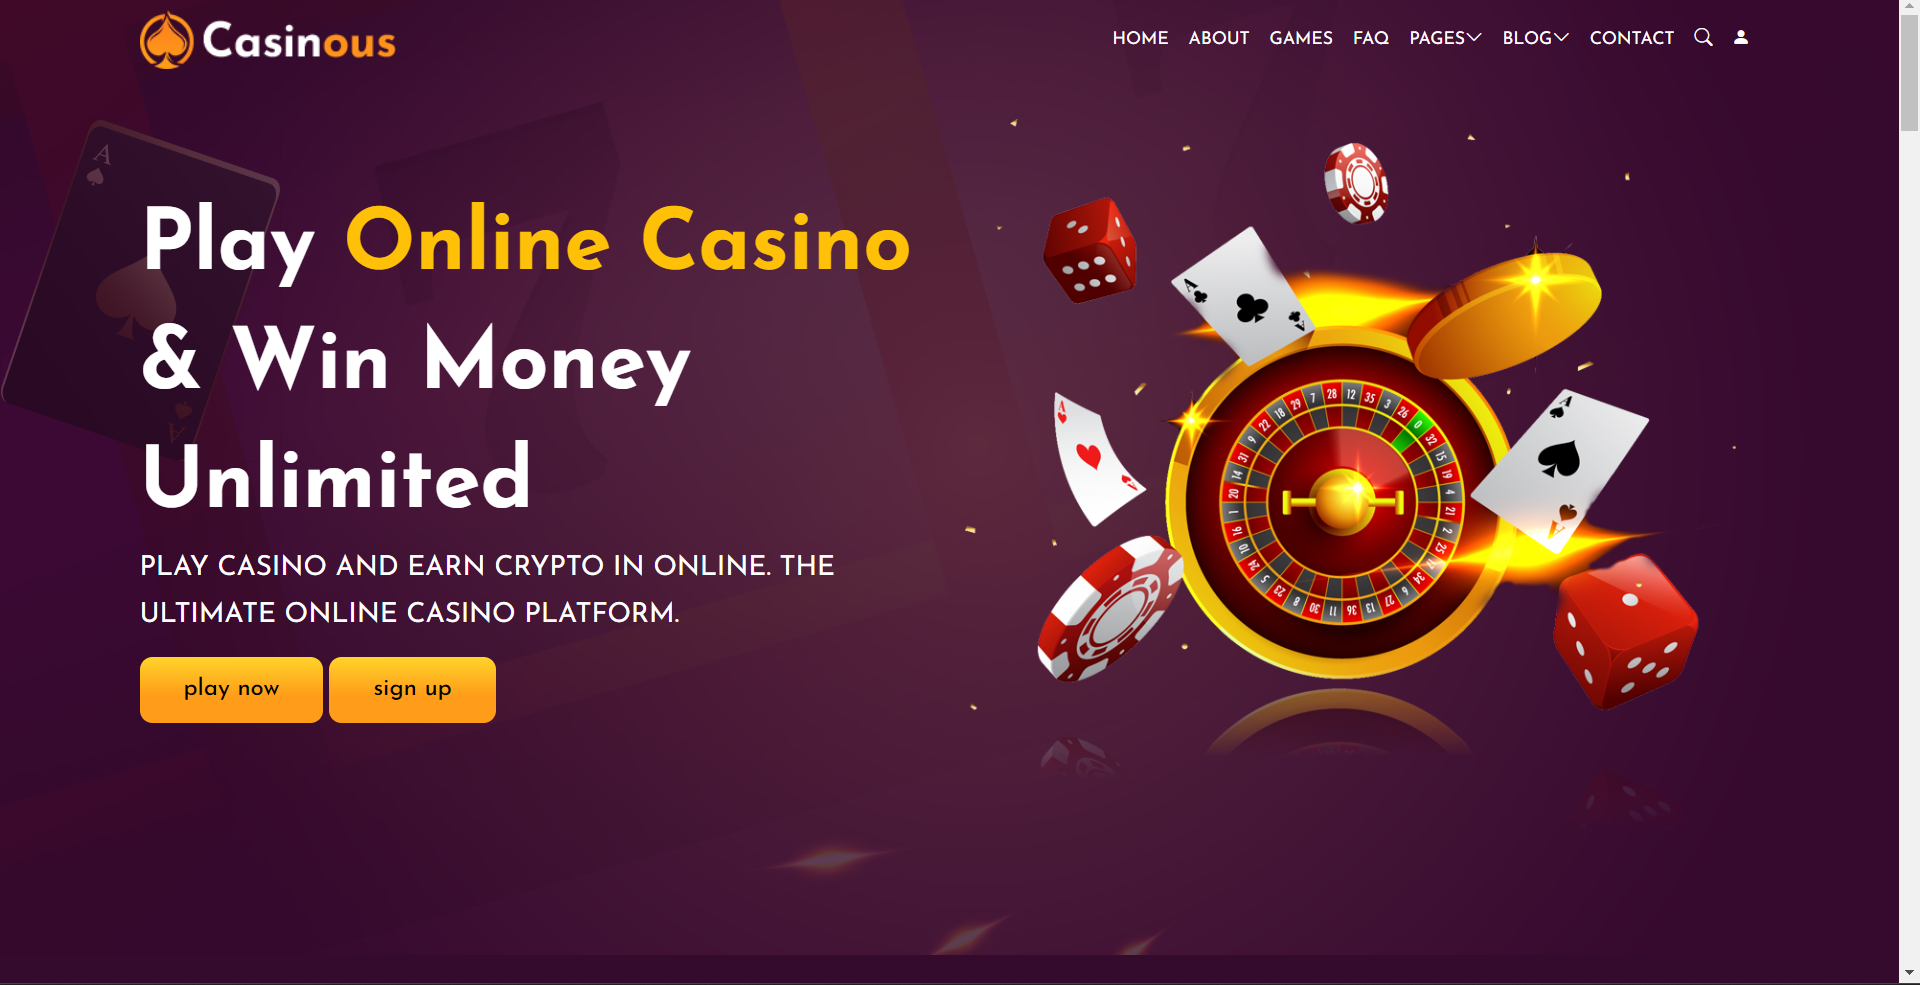 Casinous
HOME ABOUT GAMES FAQ PAGES BLOG CONTACT
Play Online Casino
& Win Money
Unlimited
PLAY CASINO AND EARN CRYPTO IN ONLINE. THE
ULTIMATE ONLINE CASINO PLATFORM.
play now sign up